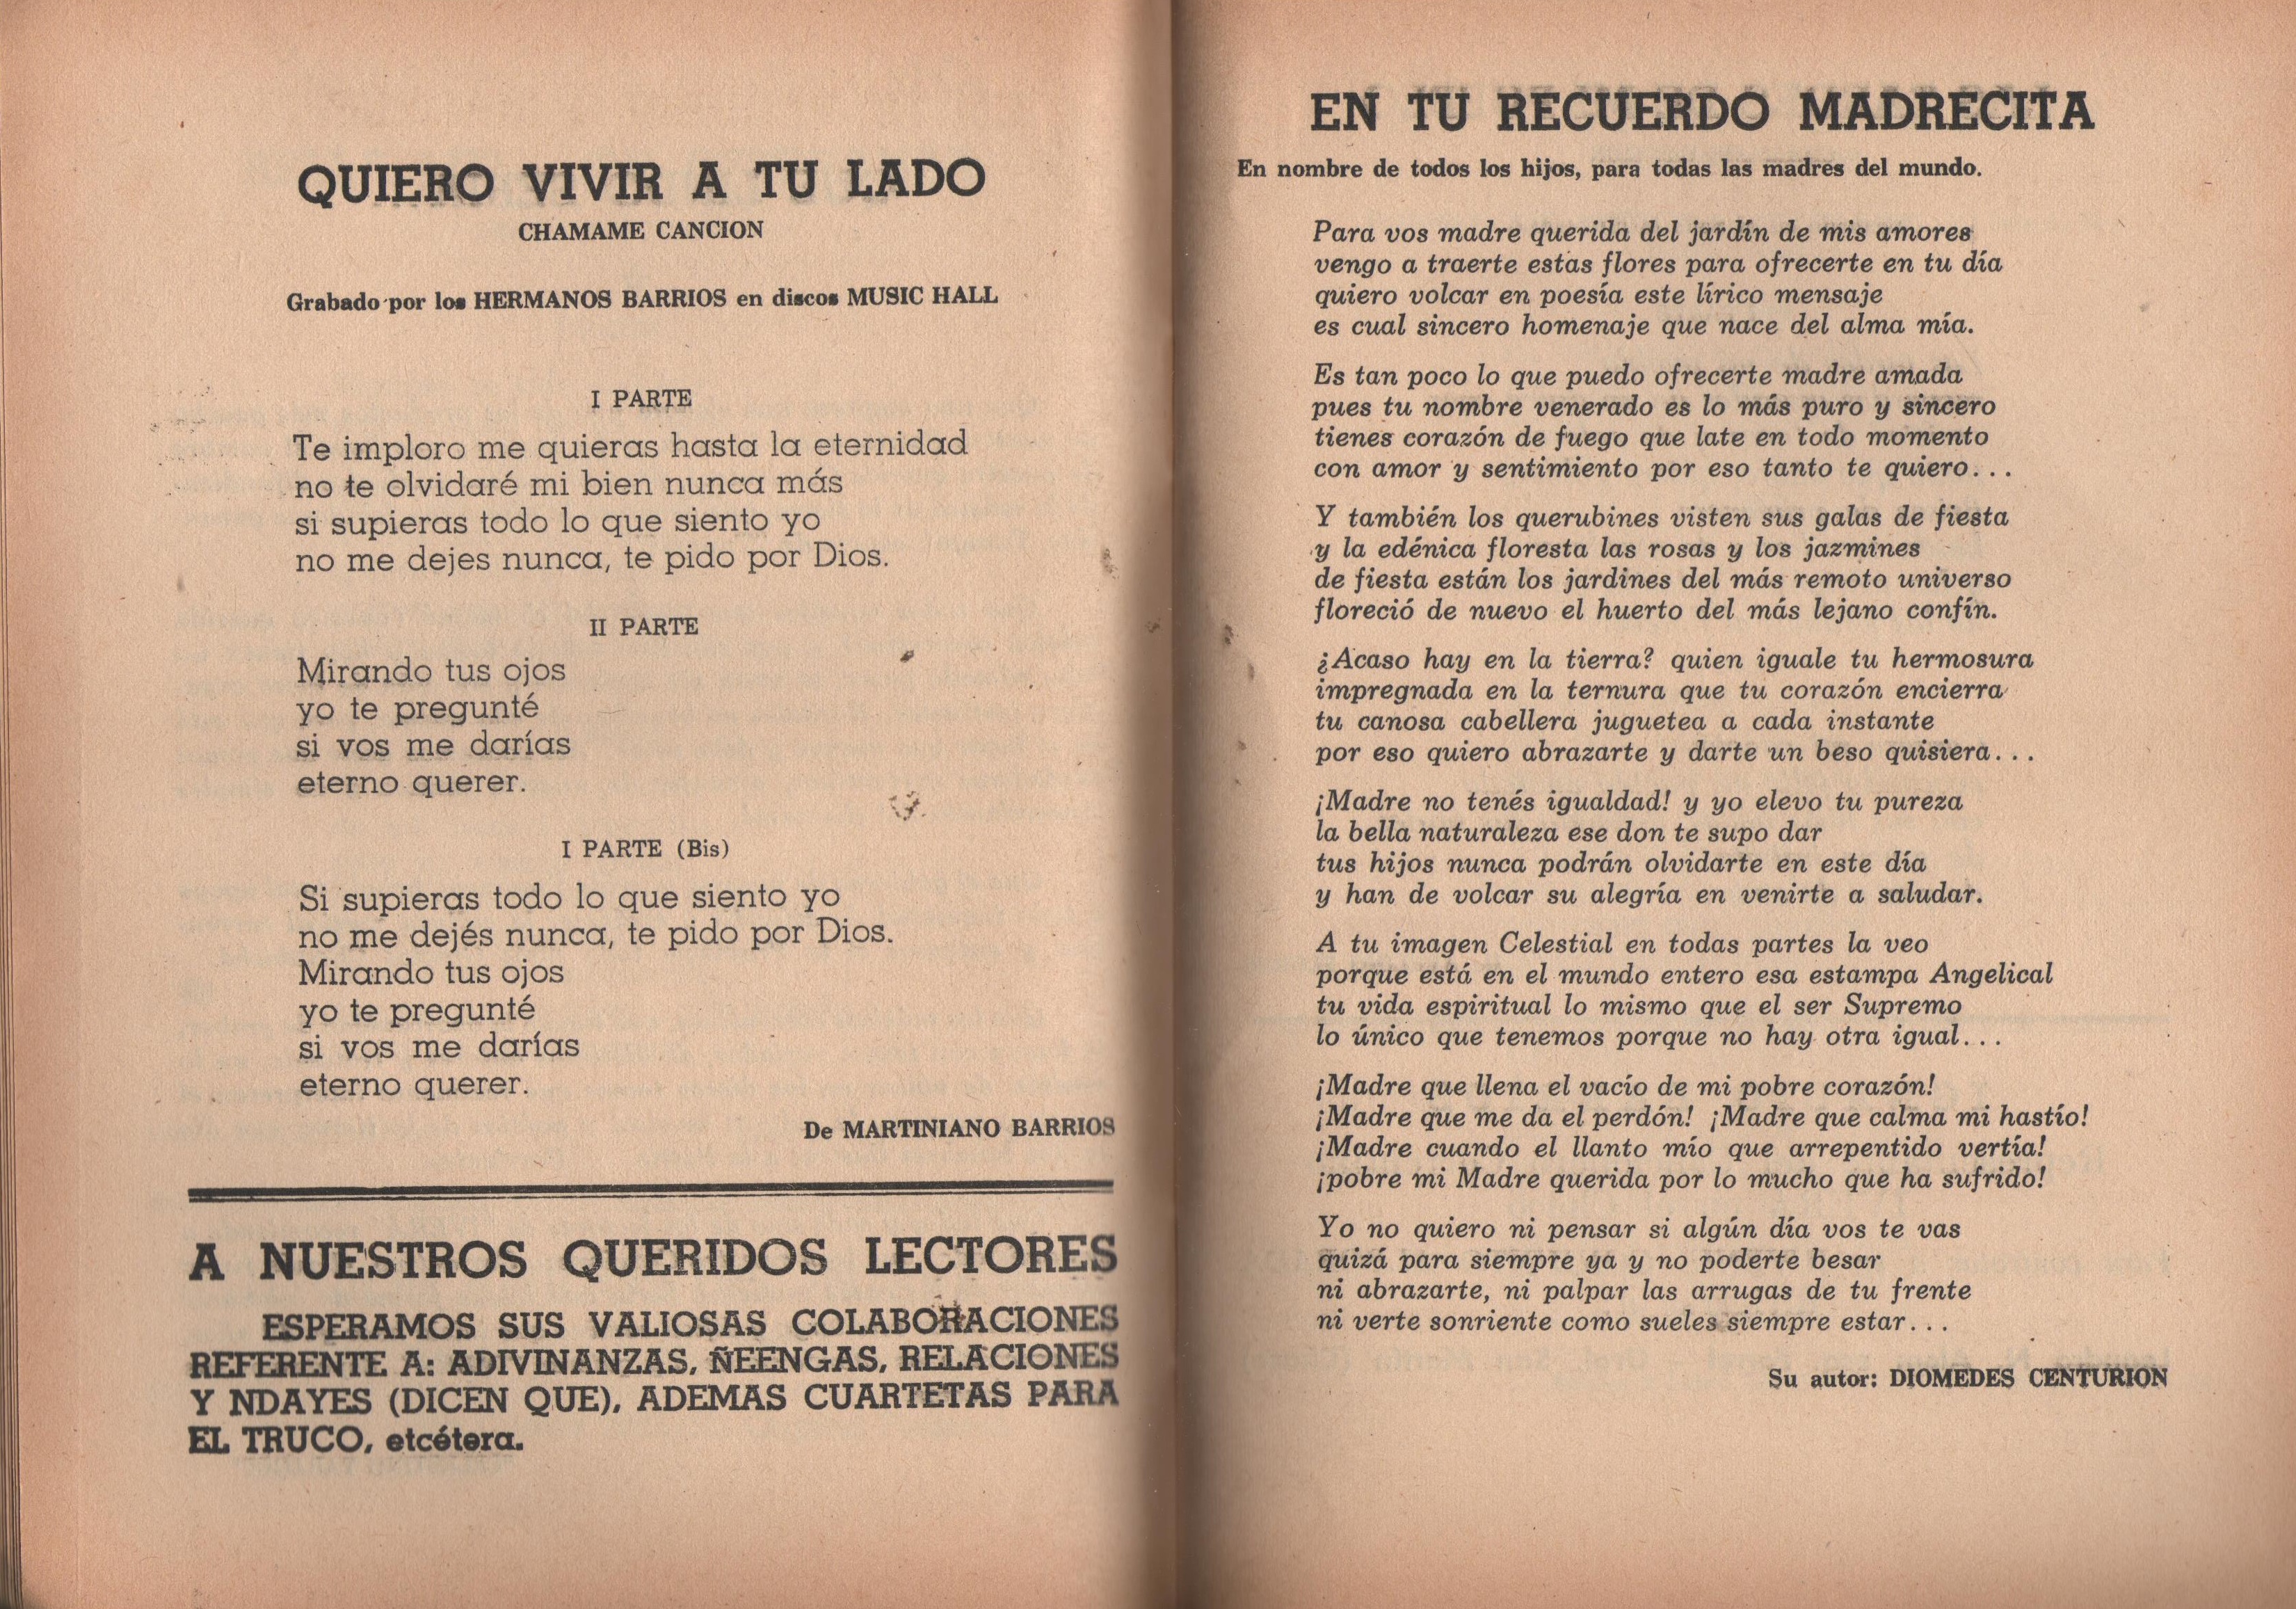 QUIERO VIVIR A TU LADO
CHAMAME CANCION
Grabado por los HERMANOS BARRIOS en discos MUSIC HALL
I PARTE
Te imploro me quieras hasta la eternidad
no te olvidaré mi bien nunca más
si supieras todo lo que siento yo
no me dejes nunca, te pido por Dios.
II PARTE
Mirando tus ojos
yo te pregunté
si vos me darías
eterno querer.
I PARTE (Bis)
Si supieras todo lo que siento yo
no me dejés nunca, te pido por Dios.
Mirando tus ojos
yo te pregunté
si vos me darías
eterno querer.
De MARTINIANO BARRIOS
A NUESTROS QUERIDOS LECTORES
ESPERAMOS SUS VALIOSAS COLABORACIONES
REFERENTE A: ADIVINANZAS, ÑEENGAS, RELACIONES
Y NDAYES (DICEN QUE), ADEMAS CUARTETAS PARA
EL TRUCO, etcétera.
EN TU RECUERDO MADRECITA
En nombre de todos los hijos, para todas las madres del mundo.
Para vos madre querida del jardín de mis amores
vengo a traerte estas flores para ofrecerte en tu día
quiero volcar en poesía este lírico mensaje
es cual sincero homenaje que nace del alma mía.
Es tan poco lo que puedo ofrecerte madre amada
pues tu nombre venerado es lo más puro y sincero
tienes corazón de fuego que late en todo momento
con amor y sentimiento por eso tanto te quiero...
Y también los querubines visten sus galas de fiesta
y la edénica floresta las rosas y los jazmines
de fiesta están los jardines del más remoto universo
floreció de nuevo el huerto del más lejano confín.
¿Acaso hay en la tierra? quien iguale tu hermosura
impregnada en la ternura que tu corazón encierra
tu canosa cabellera juguetea a cada instante
por eso quiero abrazarte y darte un beso quisiera...
¡Madre no tenés igualdad! y yo elevo tu pureza
la bella naturaleza ese don te supo dar
tus hijos nunca podrán olvidarte en este día
y han de volcar su alegría en venirte a saludar.
A tu imagen Celestial en todas partes la veo
porque está en el mundo entero esa estampa Angelical
tu vida espiritual lo mismo que el ser Supremo
lo único que tenemos porque no hay otra igual...
¡Madre que llena el vacío de mi pobre corazón!
¡Madre que me da el perdón! ¡Madre que calma mi hastío!
¡Madre cuando el llanto mío que arrepentido vertía!
¡pobre mi Madre querida por lo mucho que ha sufrido!
Yo no quiero ni pensar si algún día vos te vas
quizá para siempre ya y no poderte besar
ni abrazarte, ni palpar las arrugas de tu frente
ni verte sonriente como sueles siempre estar...
Su autor: DIOMEDES CENTURION